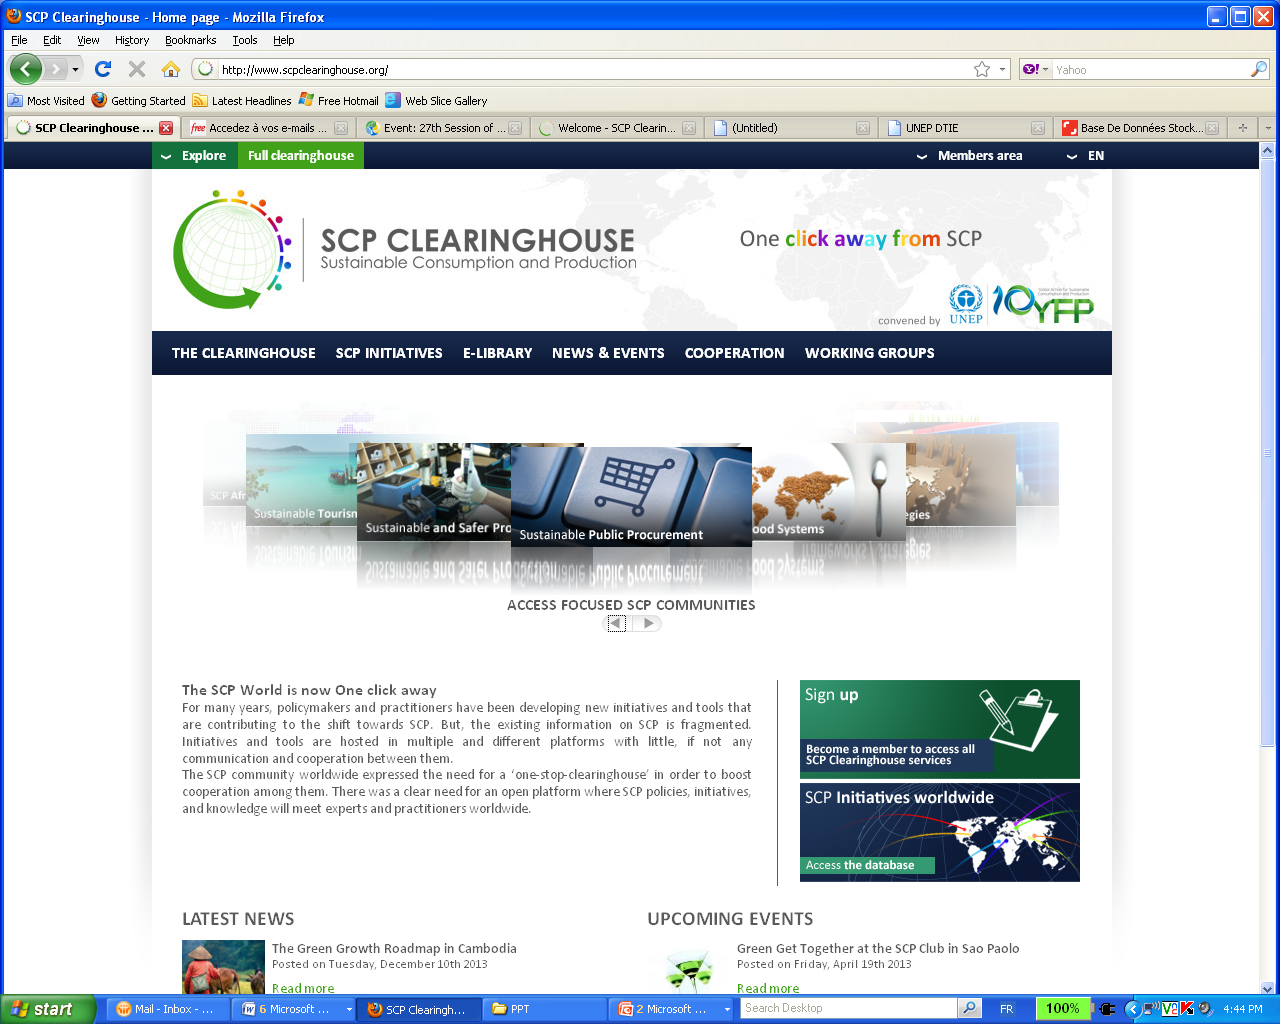 SCP Clearinghouse - Home page - Mozilla Firefox
File Edit View History Bookmarks Tools Help
http://www.scpclearinghouse.org/
Yahoo
Most Visited Getting Started Latest Headlines Free Hotmail Web Slice Gallery
SCP Clearinghouse ... free Accedez à vos e-mails ... Event: 27th Session of ... Welcome - SCP Clearin... (Untitled) UNEP DTIE Base De Données Stock...
Explore Full clearinghouse Members area EN
SCP CLEARINGHOUSE
Sustainable Consumption and Production
One click away from SCP
convened by UNEP 10YFP
THE CLEARINGHOUSE SCP INITIATIVES E-LIBRARY NEWS & EVENTS COOPERATION WORKING GROUPS
SCP Afr
Sustainable Tourism
Sustainable and Safer Pro
Sustainable Public Procurement
ood Systems
egies
ACCESS FOCUSED SCP COMMUNITIES
The SCP World is now One click away
For many years, policymakers and practitioners have been developing new initiatives and tools that
are contributing to the shift towards SCP. But, the existing information on SCP is fragmented.
Initiatives and tools are hosted in multiple and different platforms with little, if not any
communication and cooperation between them.
The SCP community worldwide expressed the need for a ‘one-stop-clearinghouse’ in order to boost
cooperation among them. There was a clear need for an open platform where SCP policies, initiatives,
and knowledge will meet experts and practitioners worldwide.
Sign up
Become a member to access all
SCP Clearinghouse services
SCP Initiatives worldwide
Access the database
LATEST NEWS
The Green Growth Roadmap in Cambodia
Posted on Tuesday, December 10th 2013
Read more
UPCOMING EVENTS
Green Get Together at the SCP Club in Sao Paolo
Posted on Friday, April 19th 2013
Read more
start Mail - Inbox - ... 6 Microsoft ... SCP Clearingh... PPT 2 Microsoft ... Search Desktop FR 100% 4:44 PM